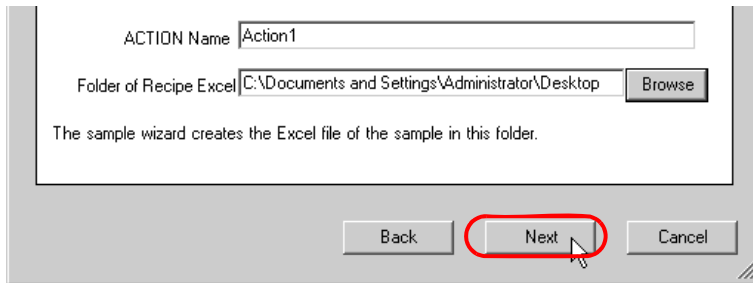 ACTION Name Action1
Folder of Recipe Excel C:\Documents and Settings\Administrator\Desktop Browse
The sample wizard creates the Excel file of the sample in this folder.
Back Next Cancel